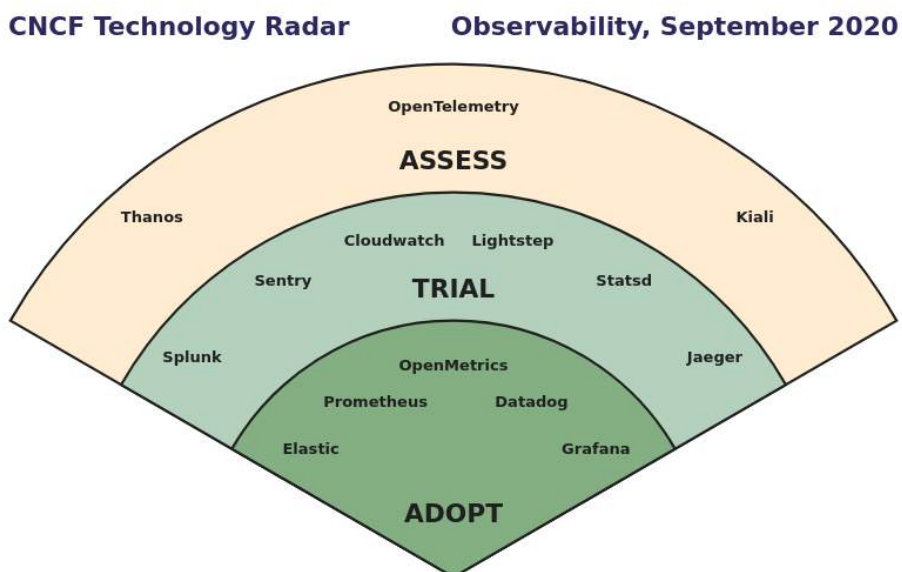 CNCF Technology Radar
Observability, September 2020
OpenTelemetry
ASSESS
Thanos
Kiali
Cloudwatch
Lightstep
Sentry
Statsd
TRIAL
Splunk
Jaeger
OpenMetrics
Prometheus
Datadog
Elastic
Grafana
ADOPT